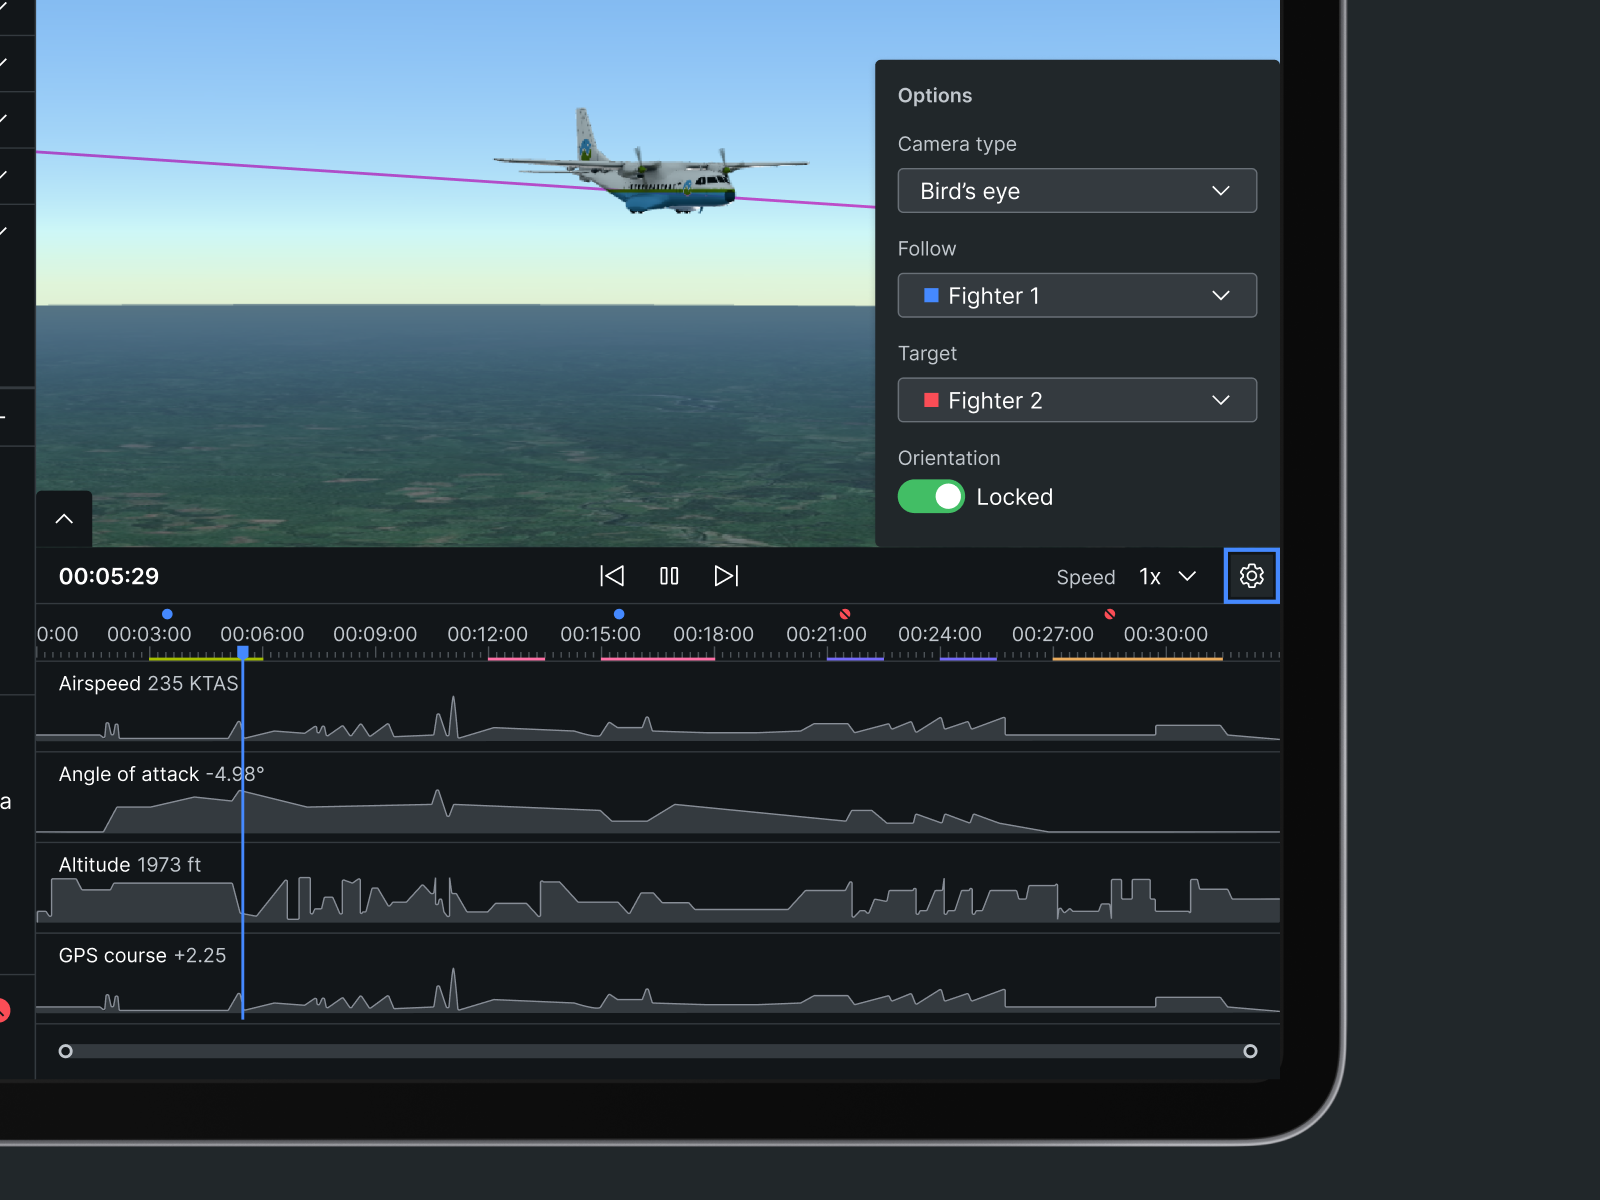 Options
Camera type
Bird’s eye
Follow
Fighter 1
Target
Fighter 2
Orientation
Locked
00:05:29
Speed 1x
0:00 00:03:00 00:06:00 00:09:00 00:12:00 00:15:00 00:18:00 00:21:00 00:24:00 00:27:00 00:30:00
Airspeed 235 KTAS
Angle of attack -4.98°
a
Altitude 1973 ft
GPS course +2.25